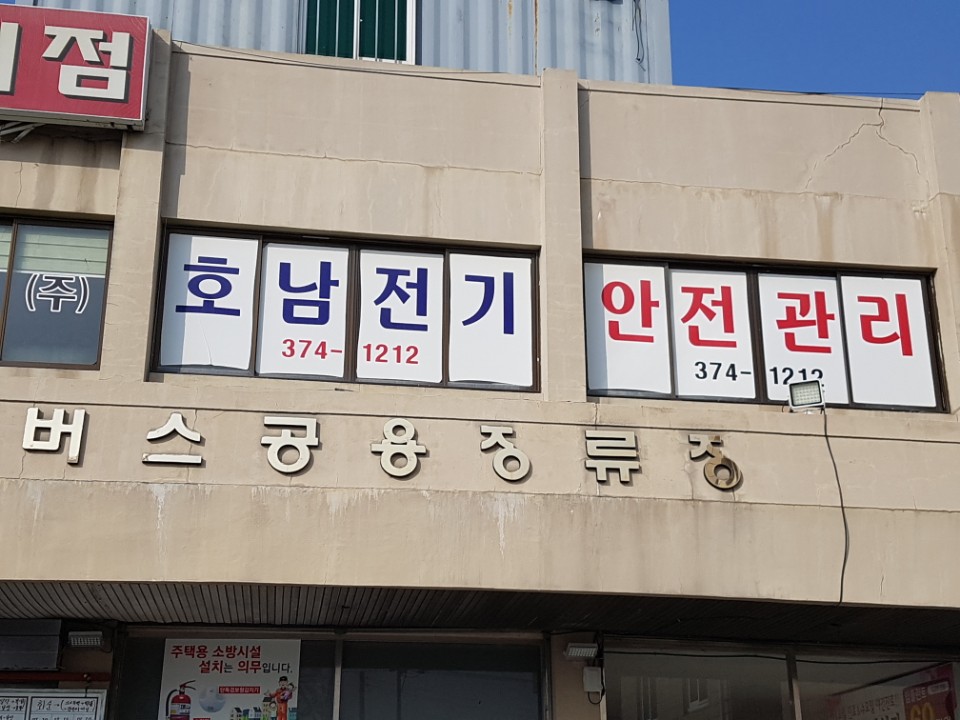 점
(주)
호남전기
374-1212
안전관리
374-1212
버스공용정류장
주택용 소방시설
설치는 의무입니다.